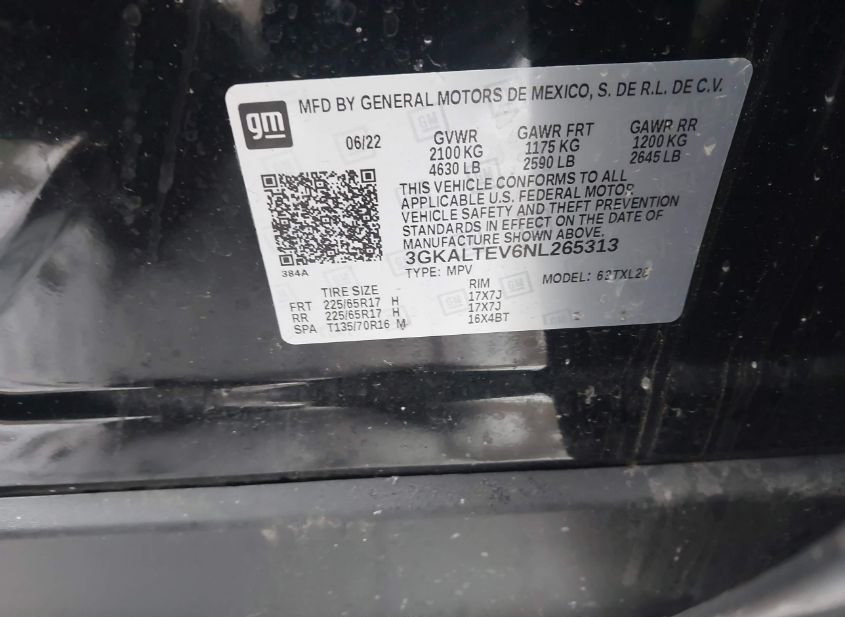 gm
MFD BY GENERAL MOTORS DE MEXICO, S. DE R.L. DE C.V.
06/22 GVWR GAWR FRT GAWR RR
2100 KG 1175 KG 1200 KG
4630 LB 2590 LB 2645 LB
THIS VEHICLE CONFORMS TO ALL
APPLICABLE U.S. FEDERAL MOTOR
VEHICLE SAFETY AND THEFT PREVENTION
STANDARDS IN EFFECT ON THE DATE OF
MANUFACTURE SHOWN ABOVE.
384A
3GKALTEV6NL265313
TYPE: MPV MODEL:
TIRE SIZE RIM
FRT 225/65R17 H 17X7J
RR 225/65R17 H 17X7J
SPA T135/70R16 M 16X4BT